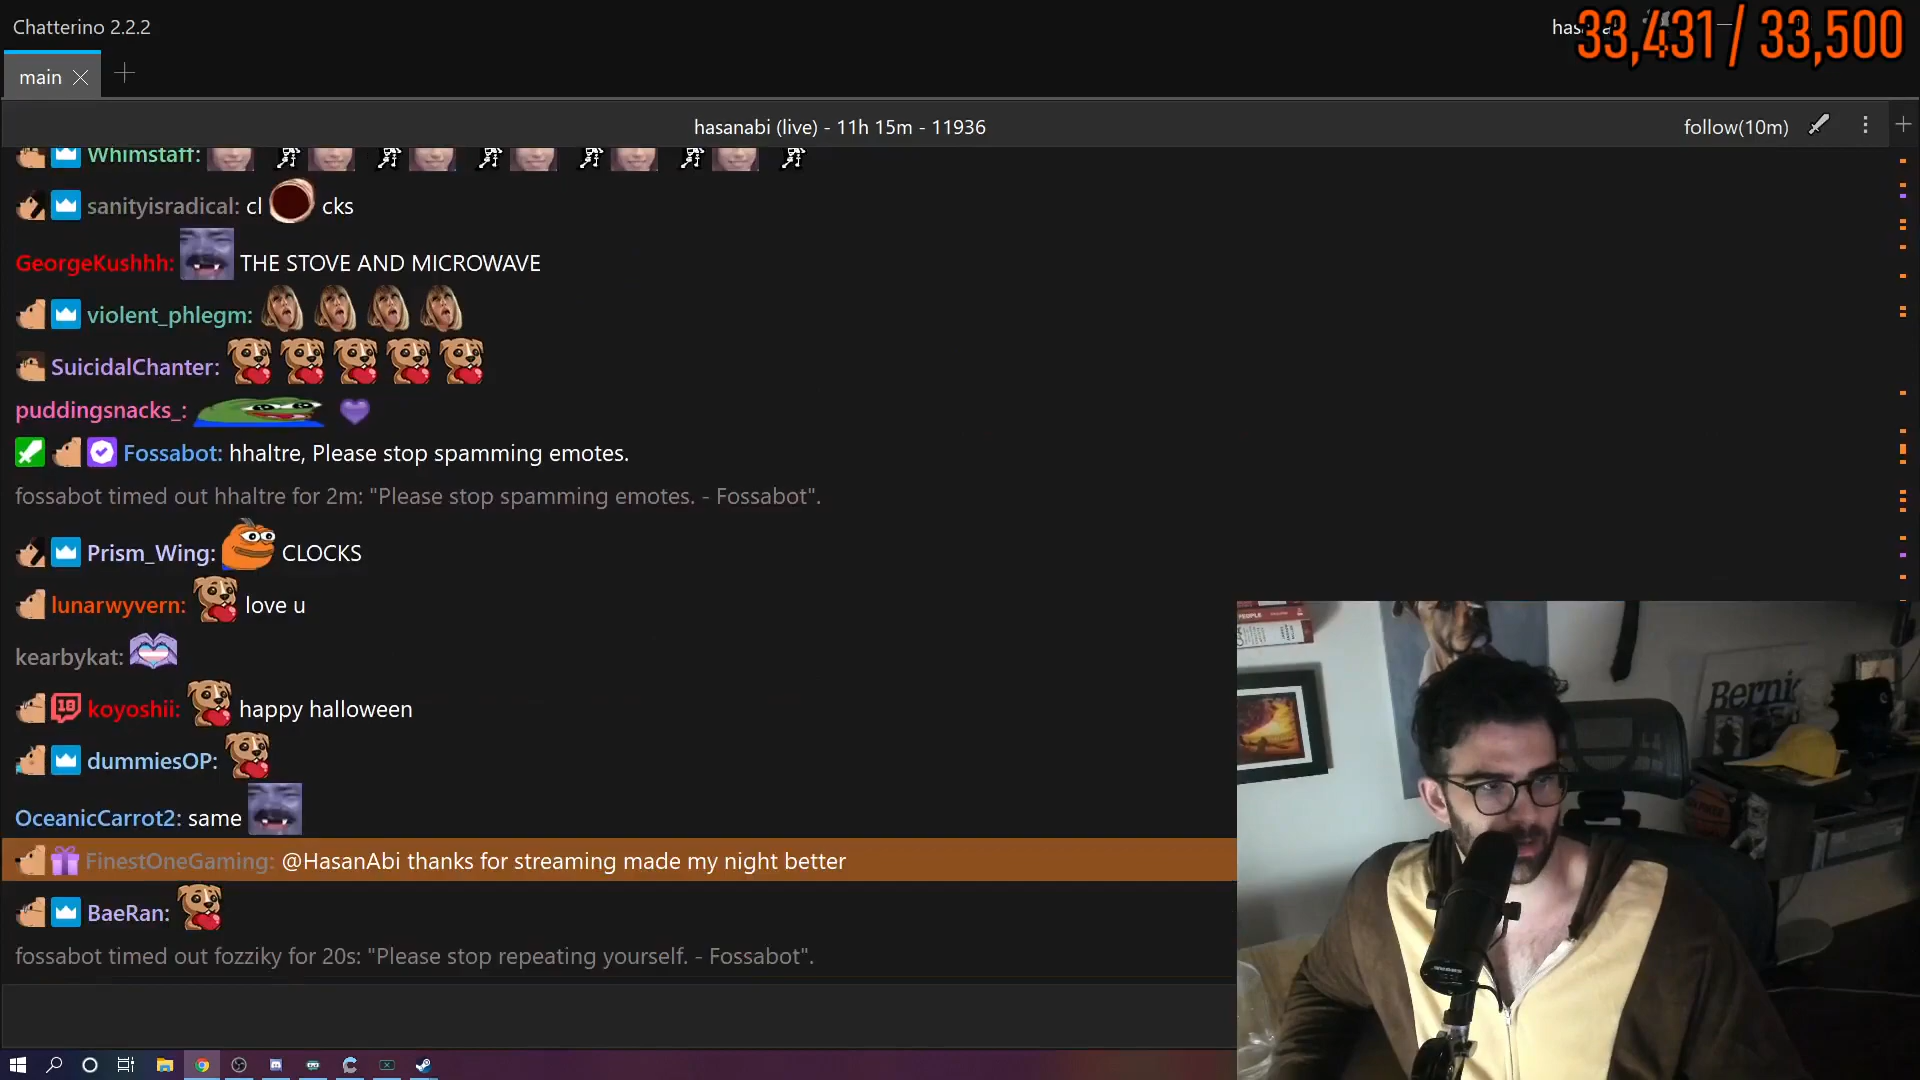 Chatterino 2.2.2
33,431 / 33,500
main
hasanabi (live) - 11h 15m - 11936
follow(10m)
Whimstaff:
sanityisradical: cl cks
GeorgeKushhh: THE STOVE AND MICROWAVE
violent_phlegm:
SuicidalChanter:
puddingsnacks_:
Fossabot: hhaltre, Please stop spamming emotes.
fossabot timed out hhaltre for 2m: "Please stop spamming emotes. - Fossabot".
Prism_Wing: CLOCKS
lunarwyvern: love u
kearbykat:
18 koyoshii: happy halloween
dummiesOP:
OceanicCarrot2: same
FinestOneGaming: @HasanAbi thanks for streaming made my night better
BaeRan:
fossabot timed out fozziky for 20s: "Please stop repeating yourself. - Fossabot".
PEOPLE
Bernie